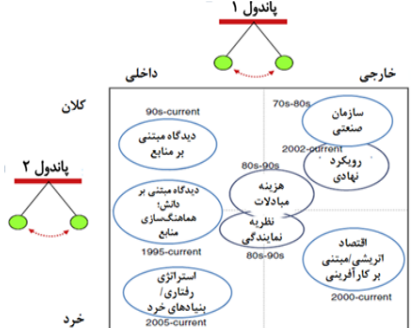 پاندول ۱
داخلی
خارجی
کلان
پاندول ۲
خرد
70s-80s
سازمان
صنعتی
2002-current
رویکرد
نهادی
90s-current
دیدگاه مبتنی
بر منابع
80s-90s
هزینه
مبادلات
نظریه
نمایندگی
80s-90s
دیدگاه مبتنی بر
دانش؛
هماهنگ‌سازی
منابع
1995-current
اقتصاد
اتریشی/مبتنی
بر کارآفرینی
2000-current
استراتژی
رفتاری/
بنیادهای خرد
2005-current